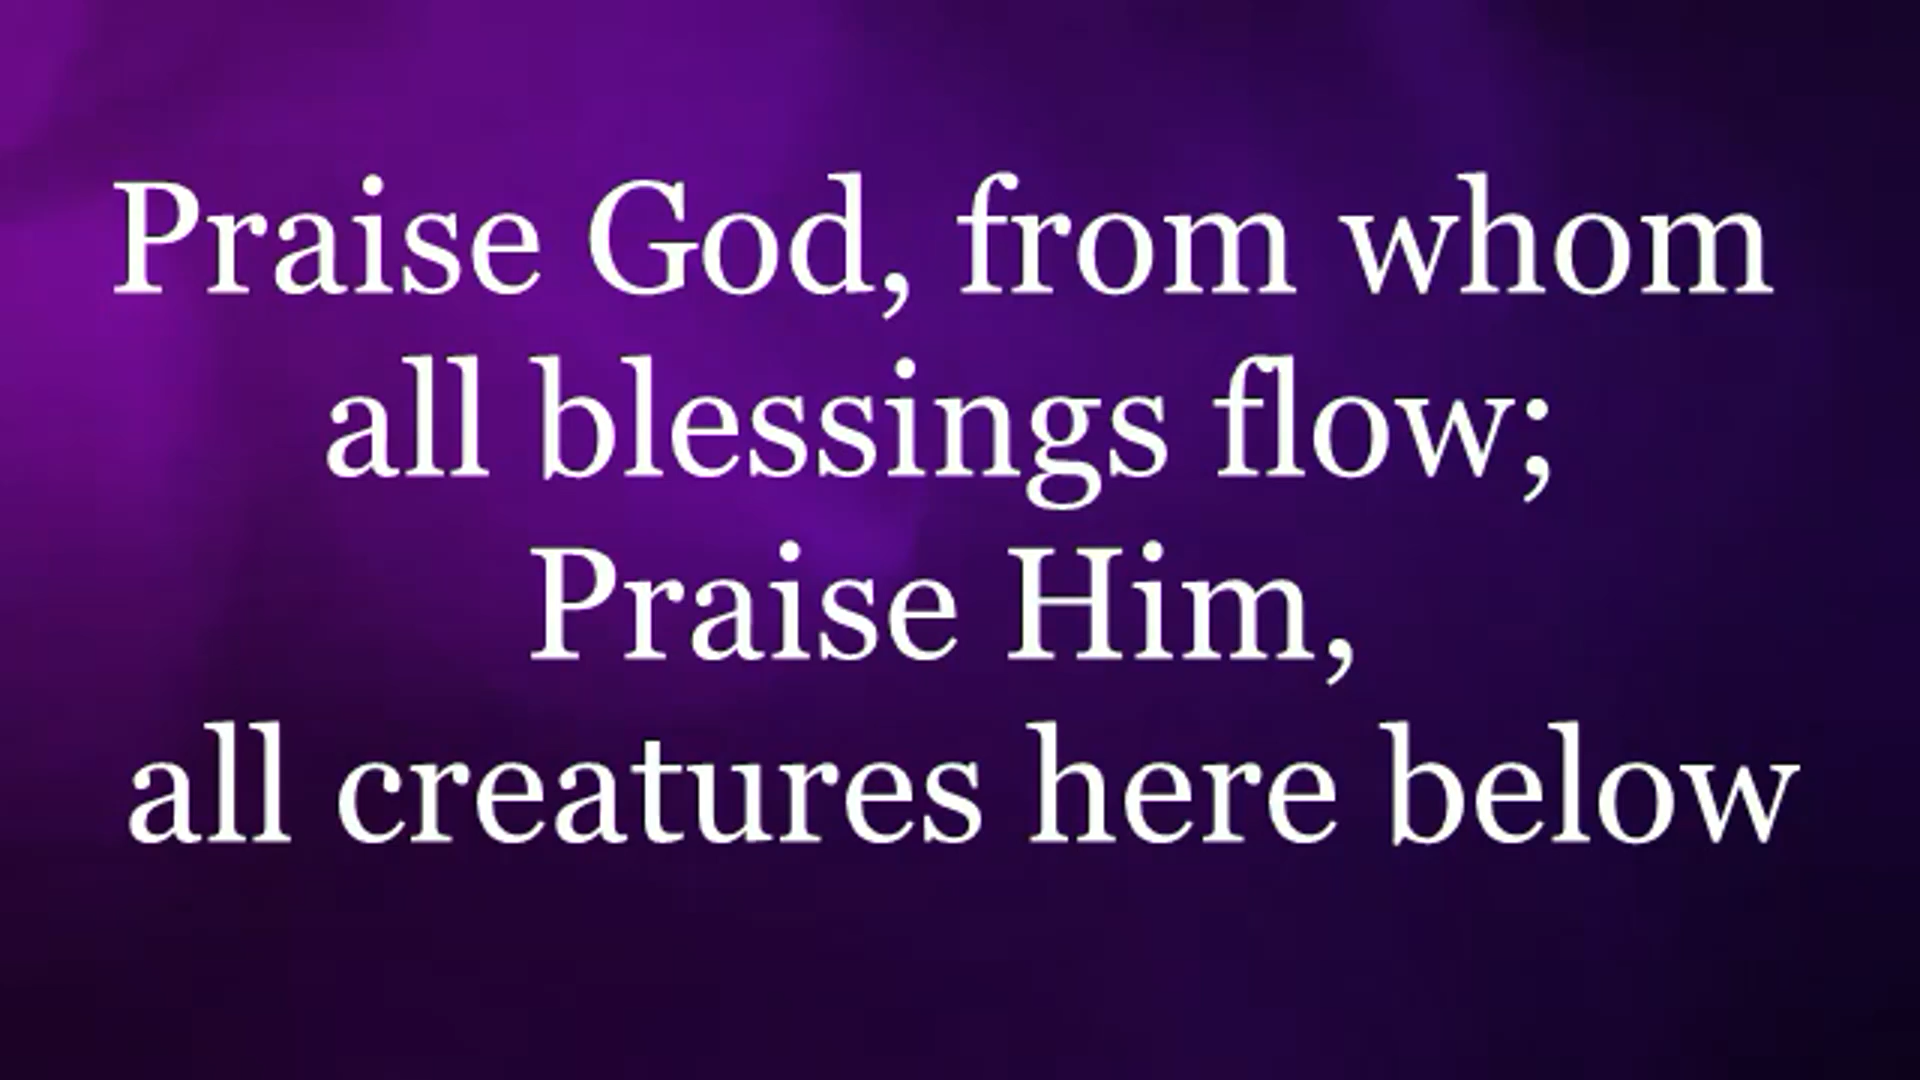 Praise God, from whom
all blessings flow;
Praise Him,
all creatures here below